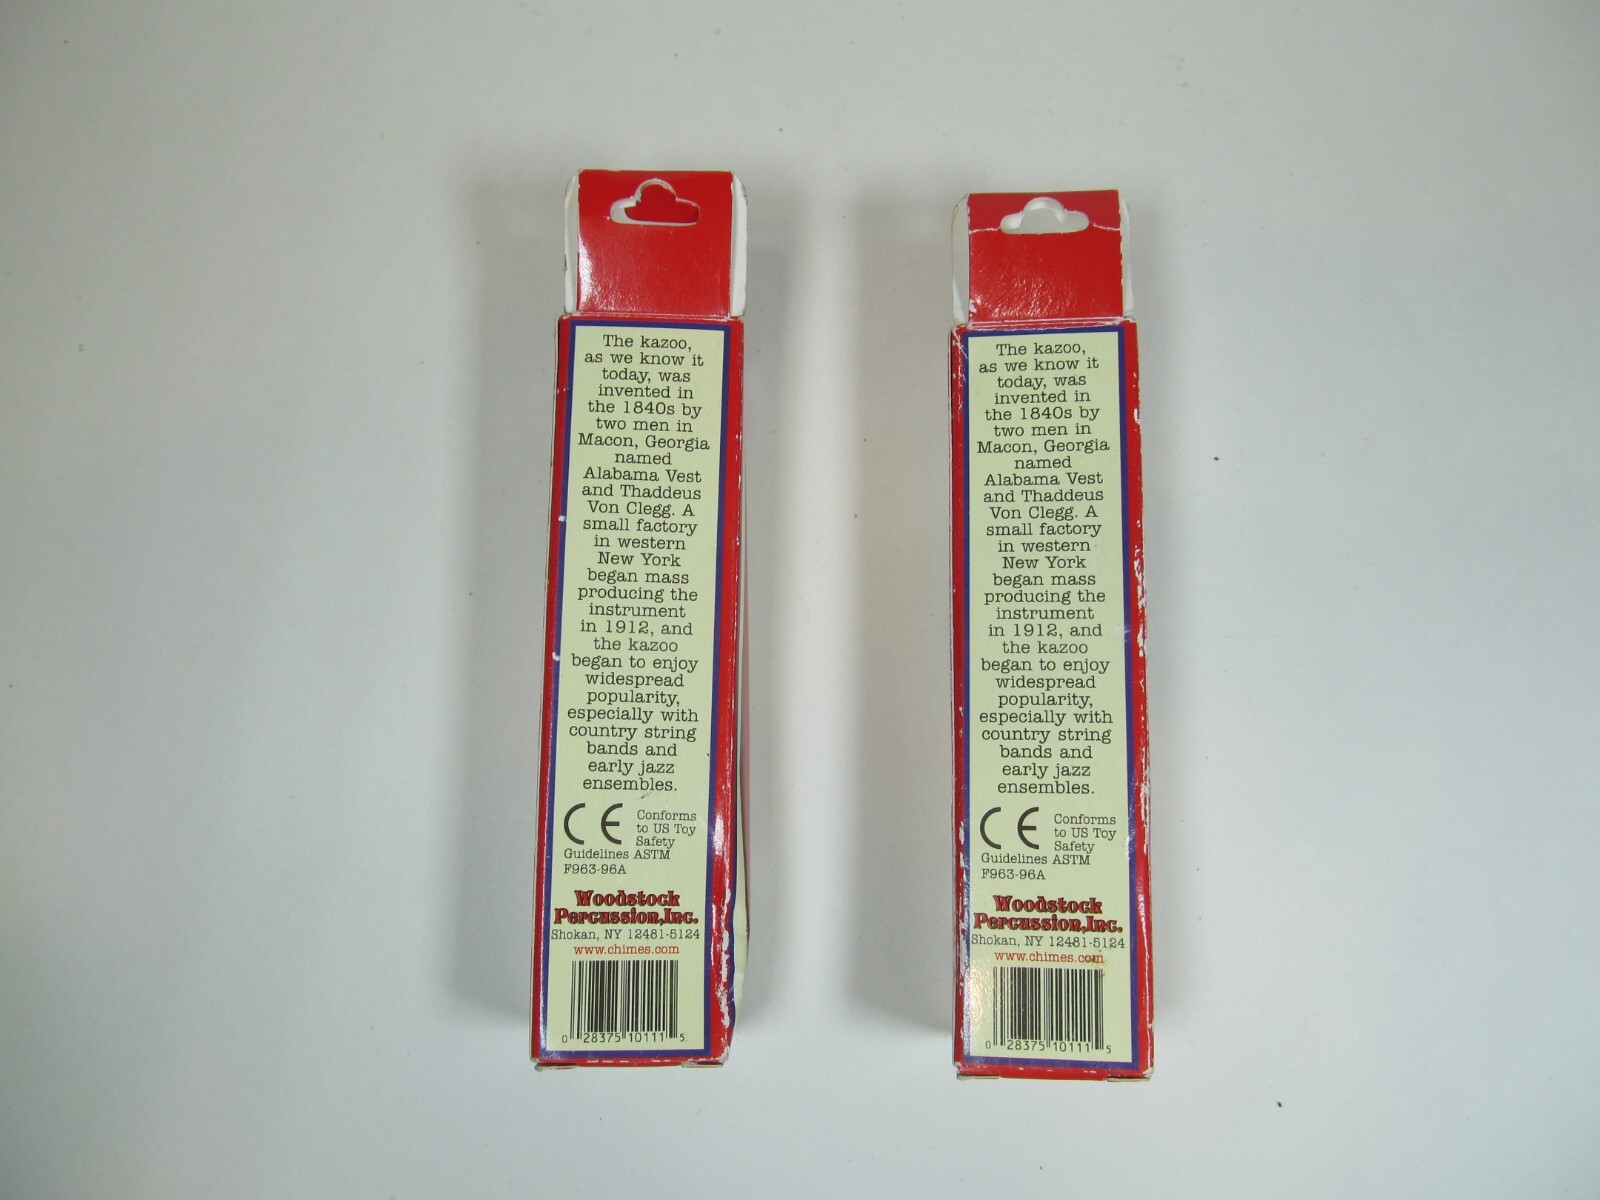 The kazoo,
as we know it
today, was
invented in
the 1840s by
two men in
Macon, Georgia
named
Alabama Vest
and Thaddeus
Von Clegg. A
small factory
in western
New York
began mass
producing the
instrument
in 1912, and
the kazoo
began to enjoy
widespread
popularity,
especially with
country string
bands and
early jazz
ensembles.
CE Conforms
to US Toy
Safety
Guidelines ASTM
F963-96A
Woodstock
Percussion, Inc.
Shokan, NY 12481-5124
www.chimes.com
0 28375 10111 5
The kazoo,
as we know it
today, was
invented in
the 1840s by
two men in
Macon, Georgia
named
Alabama Vest
and Thaddeus
Von Clegg. A
small factory
in western
New York
began mass
producing the
instrument
in 1912, and
the kazoo
began to enjoy
widespread
popularity,
especially with
country string
bands and
early jazz
ensembles.
CE Conforms
to US Toy
Safety
Guidelines ASTM
F963-96A
Woodstock
Percussion, Inc.
Shokan, NY 12481-5124
www.chimes.com
0 28375 10111 5